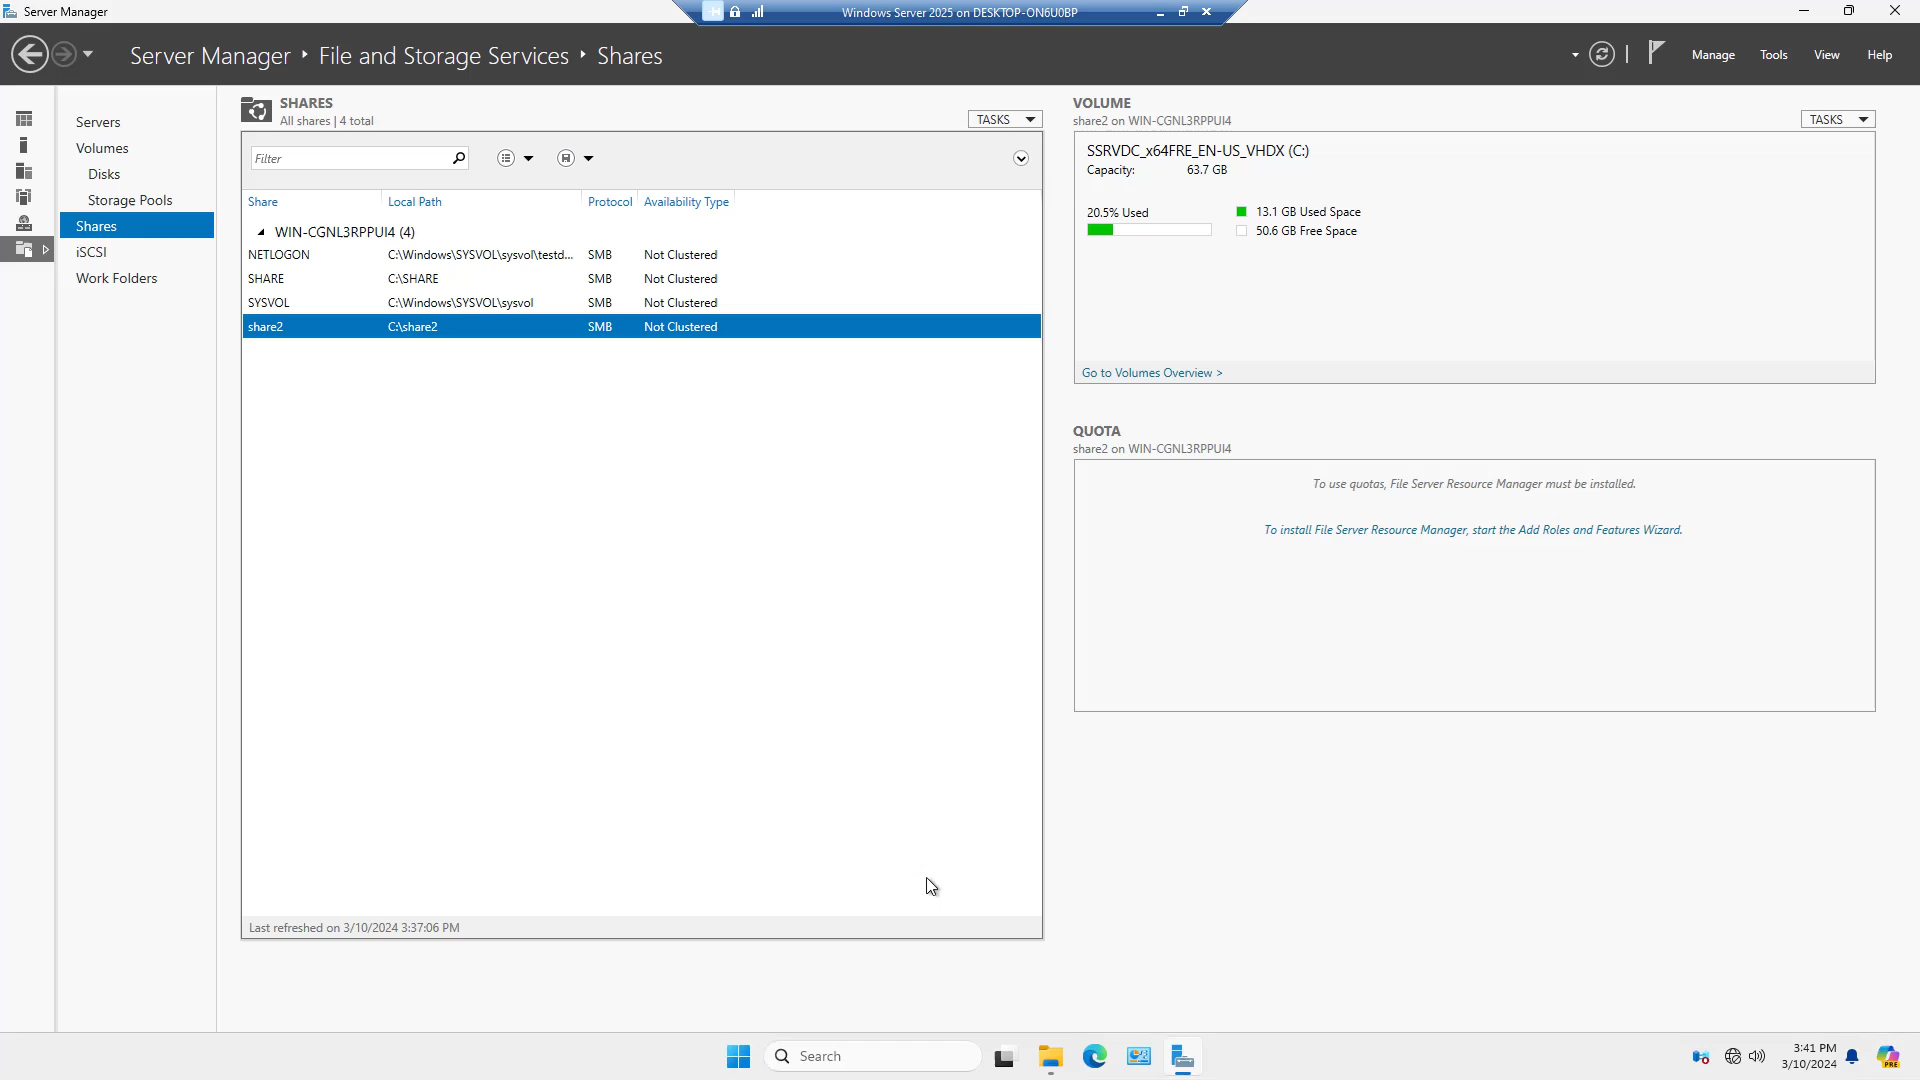 Server Manager
Windows Server 2025 on DESKTOP-ON6U0BP
Server Manager ‣ File and Storage Services ‣ Shares
Manage
Tools
View
Help
Servers
Volumes
Disks
Storage Pools
Shares
iSCSI
Work Folders
SHARES
All shares | 4 total
TASKS
Filter
Share Local Path Protocol Availability Type
WIN-CGNL3RPPUI4 (4)
NETLOGON C:\Windows\SYSVOL\sysvol\testd... SMB Not Clustered
SHARE C:\SHARE SMB Not Clustered
SYSVOL C:\Windows\SYSVOL\sysvol SMB Not Clustered
share2 C:\share2 SMB Not Clustered
Last refreshed on 3/10/2024 3:37:06 PM
VOLUME
share2 on WIN-CGNL3RPPUI4
TASKS
SSRVDC_x64FRE_EN-US_VHDX (C:)
Capacity: 63.7 GB
20.5% Used
13.1 GB Used Space
50.6 GB Free Space
Go to Volumes Overview >
QUOTA
share2 on WIN-CGNL3RPPUI4
To use quotas, File Server Resource Manager must be installed.
To install File Server Resource Manager, start the Add Roles and Features Wizard.
Search
3:41 PM
3/10/2024
PRE